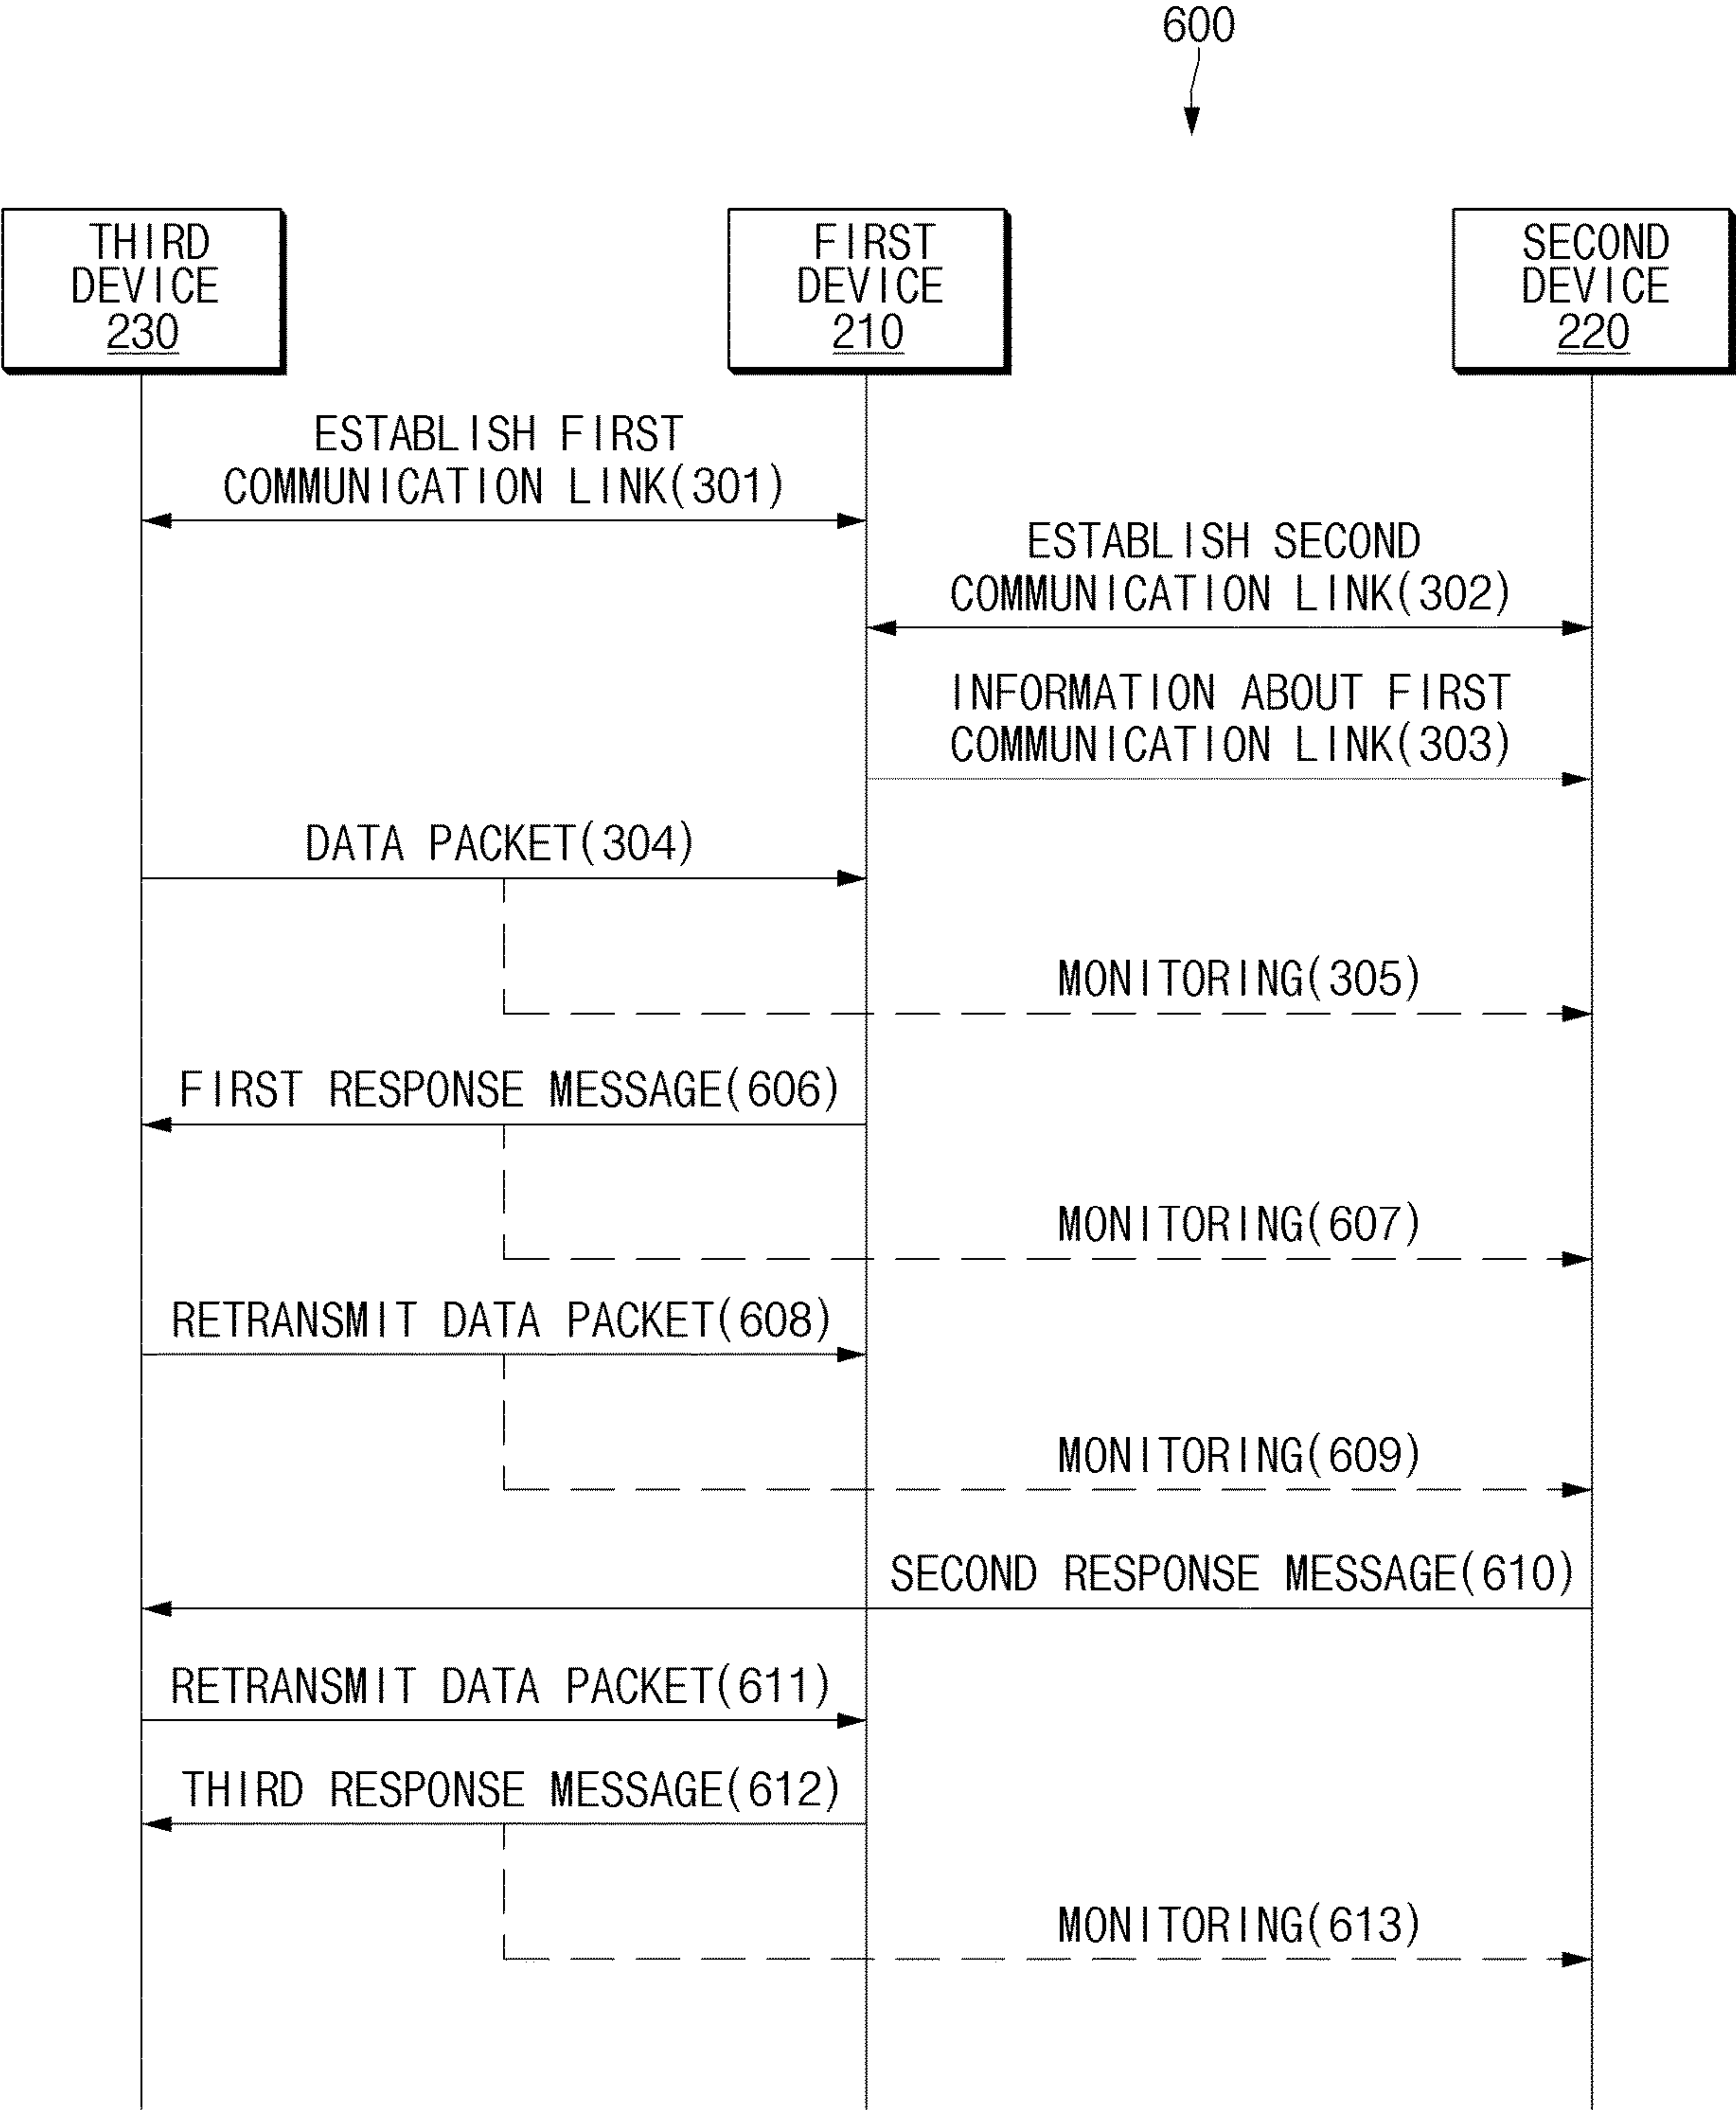 600
THIRD
DEVICE
230
FIRST
DEVICE
210
SECOND
DEVICE
220
ESTABLISH FIRST
COMMUNICATION LINK(301)
ESTABLISH SECOND
COMMUNICATION LINK(302)
INFORMATION ABOUT FIRST
COMMUNICATION LINK(303)
DATA PACKET(304)
MONITORING(305)
FIRST RESPONSE MESSAGE(606)
MONITORING(607)
RETRANSMIT DATA PACKET(608)
MONITORING(609)
SECOND RESPONSE MESSAGE(610)
RETRANSMIT DATA PACKET(611)
THIRD RESPONSE MESSAGE(612)
MONITORING(613)